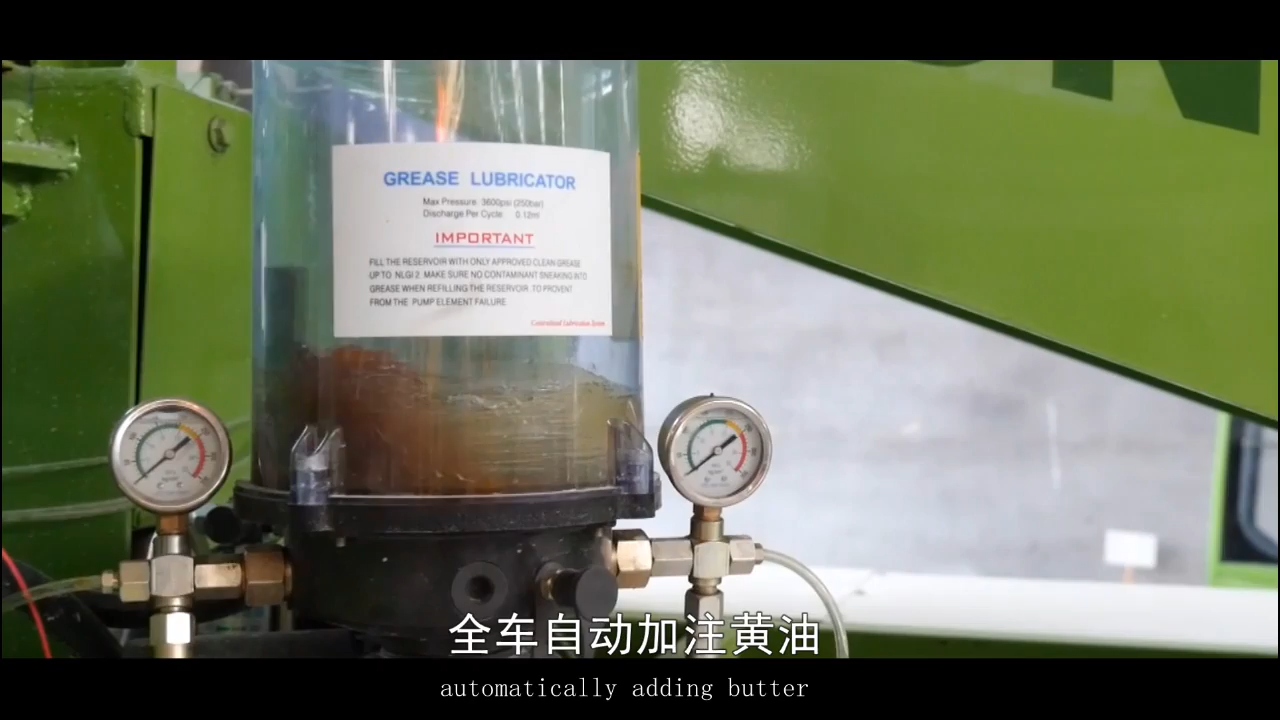 GREASE LUBRICATOR
Max Pressure 3600psi (250bar)
Discharge Per Cycle 0.12ml
IMPORTANT
FILL THE RESERVOIR WITH ONLY APPROVED CLEAN GREASE
UP TO NLGI 2 MAKE SURE NO CONTAMINANT SNEAKING INTO
GREASE WHEN REFILLING THE RESERVOIR TO PROVENT
FROM THE PUMP ELEMENT FAILURE
全车自动加注黄油
automatically adding butter